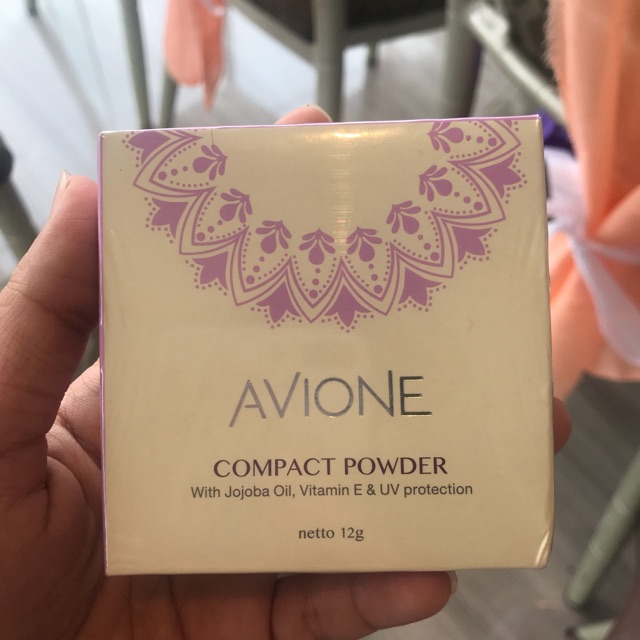 AVIONE
COMPACT POWDER
With Jojoba Oil, Vitamin E & UV protection
netto 12g